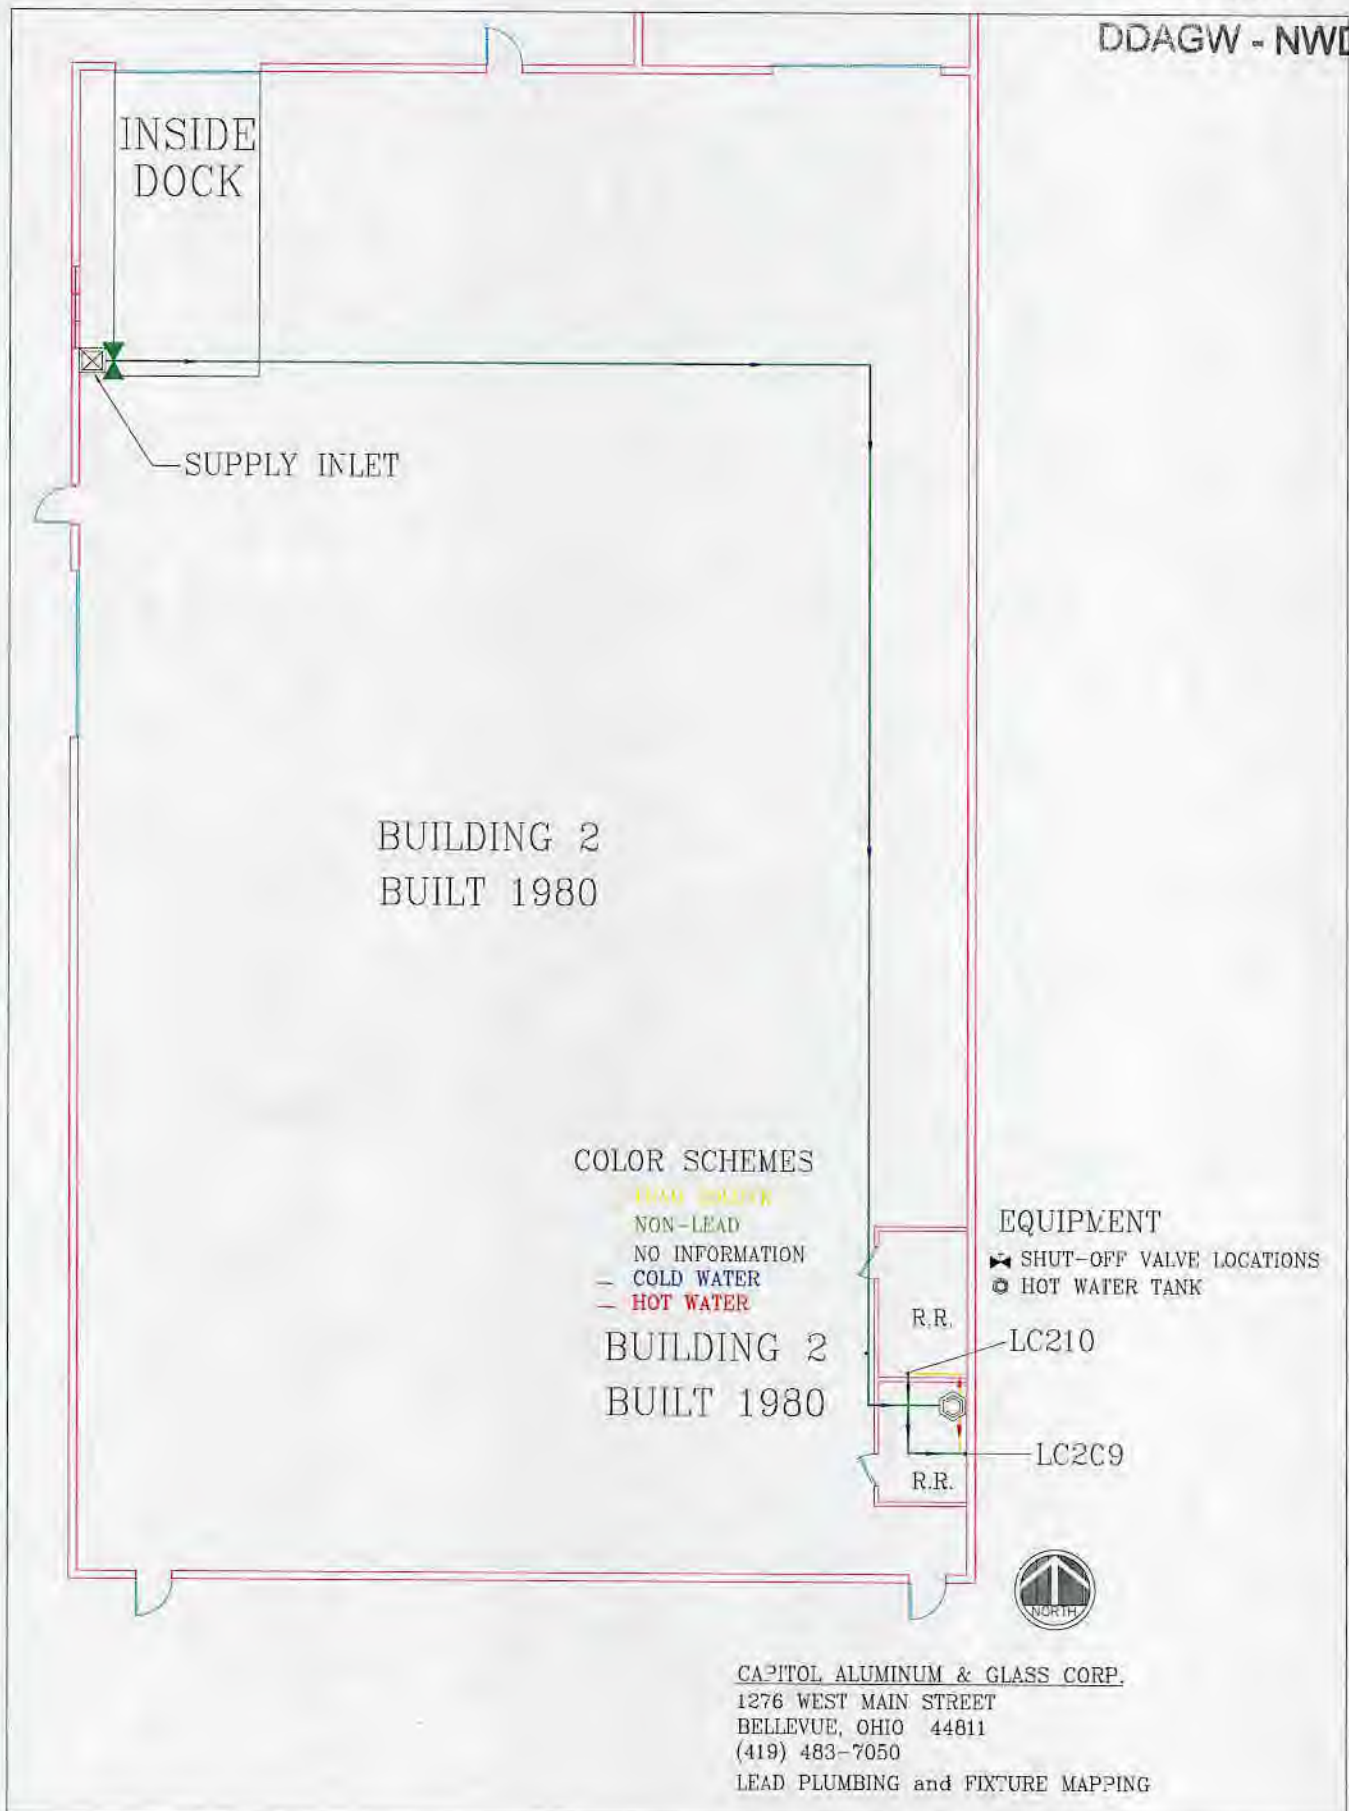 DDAGW - NWD
INSIDE
DOCK
SUPPLY INLET
BUILDING 2
BUILT 1980
COLOR SCHEMES
NON-LEAD
NO INFORMATION
COLD WATER
HOT WATER
BUILDING 2
BUILT 1980
EQUIPMENT
SHUT-OFF VALVE LOCATIONS
HOT WATER TANK
R.R.
LC210
LC2C9
R.R.
NORTH
CAPITOL ALUMINUM & GLASS CORP.
1276 WEST MAIN STREET
BELLEVUE, OHIO 44811
(419) 483-7050
LEAD PLUMBING and FIXTURE MAPPING